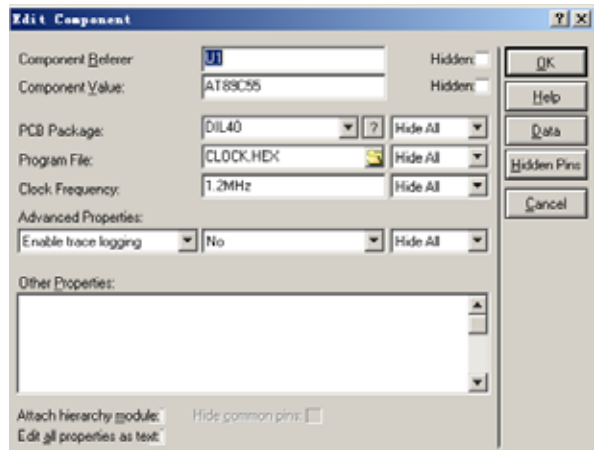 Edit Component
? X
Component Referer U1 Hidden:
Component Value: AT89C55 Hidden:
PCB Package: DIL40 ? Hide All
Program File: CLOCK.HEX Hide All
Clock Frequency: 1.2MHz Hide All
Advanced Properties:
Enable trace logging No Hide All
Other Properties:
Attach hierarchy module:
Hide common pins:
Edit all properties as text:
OK
Help
Data
Hidden Pins
Cancel